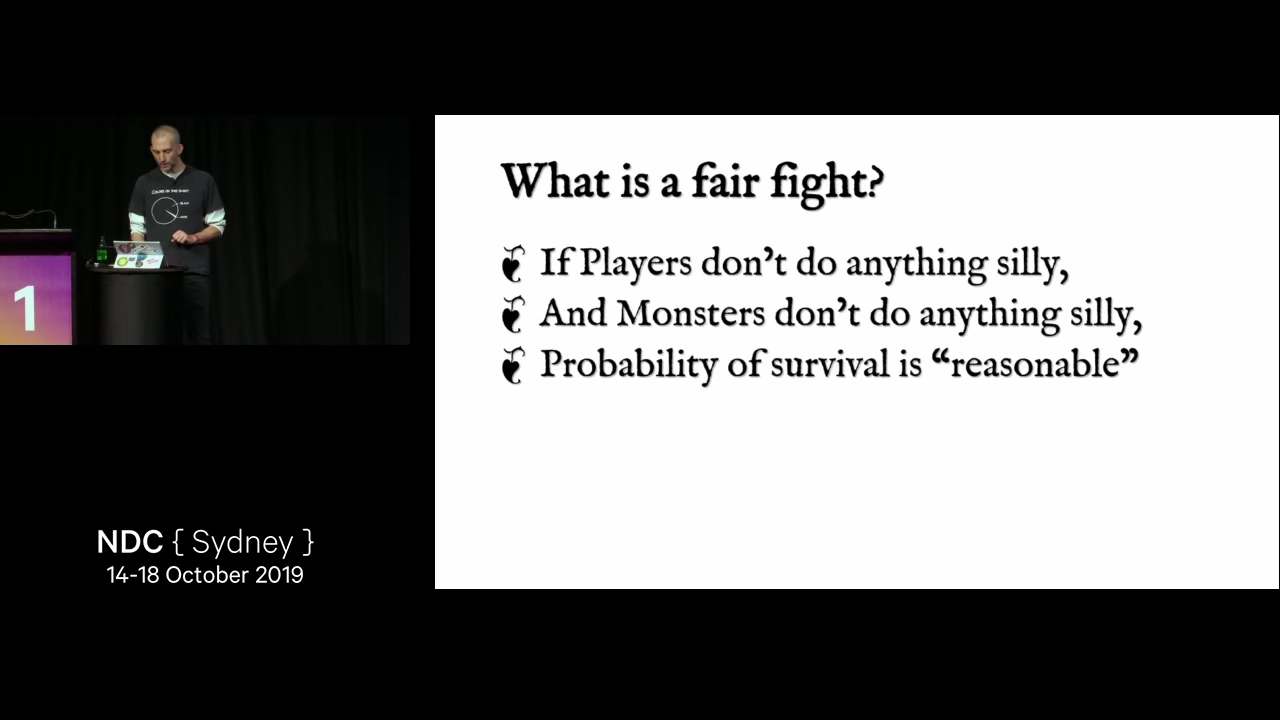 What is a fair fight?
If Players don't do anything silly,
And Monsters don't do anything silly,
Probability of survival is “reasonable”
1
NDC { Sydney }
14-18 October 2019